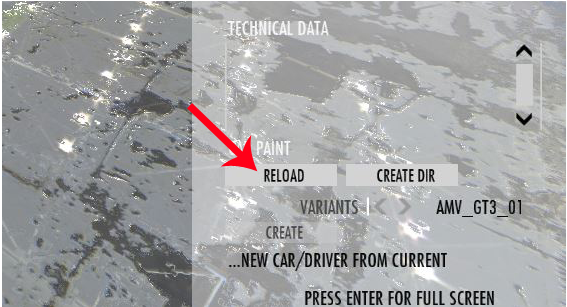 TECHNICAL DATA
PAINT
RELOAD CREATE DIR
VARIANTS < > AMV_GT3_01
CREATE
...NEW CAR/DRIVER FROM CURRENT
PRESS ENTER FOR FULL SCREEN